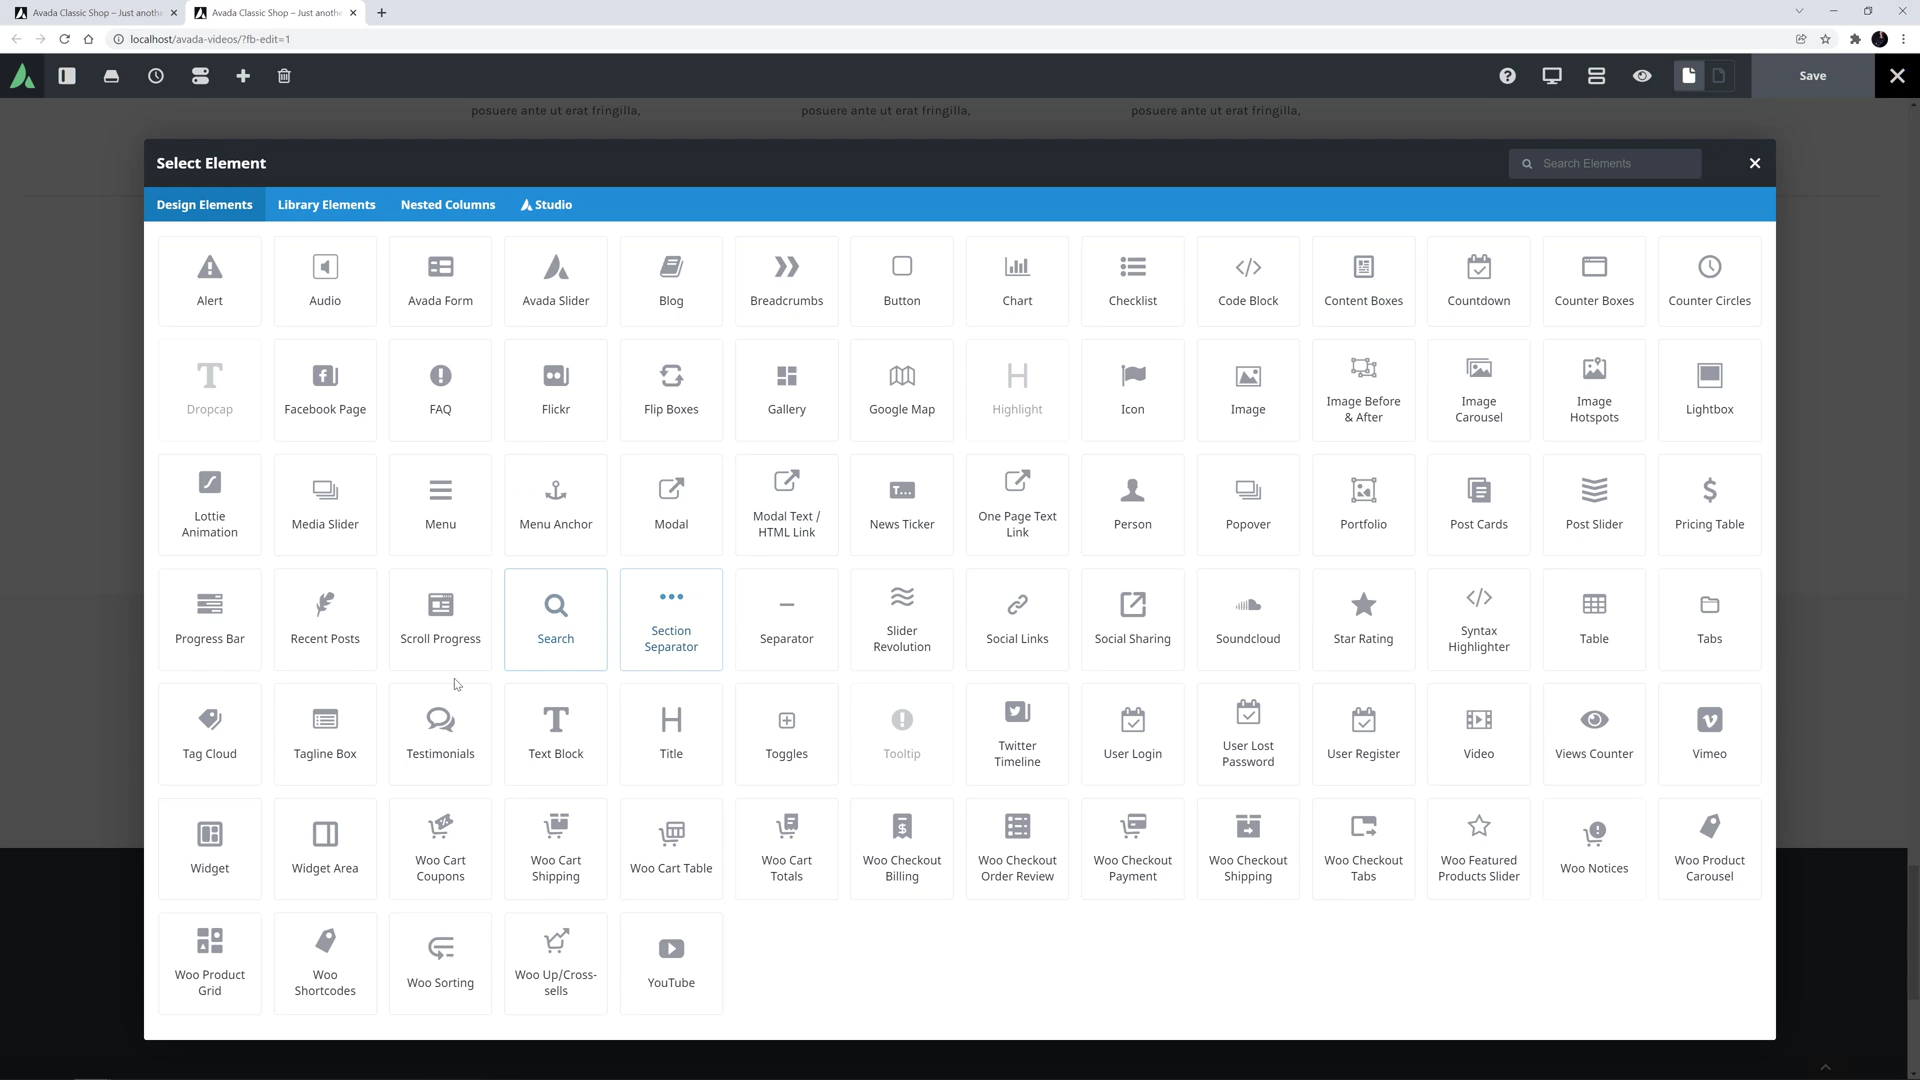 Avada Classic Shop – Just anoth
Avada Classic Shop – Just anothe
localhost/avada-videos/?fb-edit=1
Save
posuere ante ut erat fringilla, posuere ante ut erat fringilla, posuere ante ut erat fringilla,
Select Element
Search Elements
Design Elements Library Elements Nested Columns Studio
Alert Audio Avada Form Avada Slider Blog Breadcrumbs Button Chart Checklist Code Block Content Boxes Countdown Counter Boxes Counter Circles
Dropcap Facebook Page FAQ Flickr Flip Boxes Gallery Google Map Highlight Icon Image Image Before & After Image Carousel Image Hotspots Lightbox
Lottie Animation Media Slider Menu Menu Anchor Modal Modal Text / HTML Link News Ticker One Page Text Link Person Popover Portfolio Post Cards Post Slider Pricing Table
Progress Bar Recent Posts Scroll Progress Search Section Separator Separator Slider Revolution Social Links Social Sharing Soundcloud Star Rating Syntax Highlighter Table Tabs
Tag Cloud Tagline Box Testimonials Text Block Title Toggles Tooltip Twitter Timeline User Login User Lost Password User Register Video Views Counter Vimeo
Widget Widget Area Woo Cart Coupons Woo Cart Shipping Woo Cart Table Woo Cart Totals Woo Checkout Billing Woo Checkout Order Review Woo Checkout Payment Woo Checkout Shipping Woo Checkout Tabs Woo Featured Products Slider Woo Notices Woo Product Carousel
Woo Product Grid Woo Shortcodes Woo Sorting Woo Up/Cross-sells YouTube